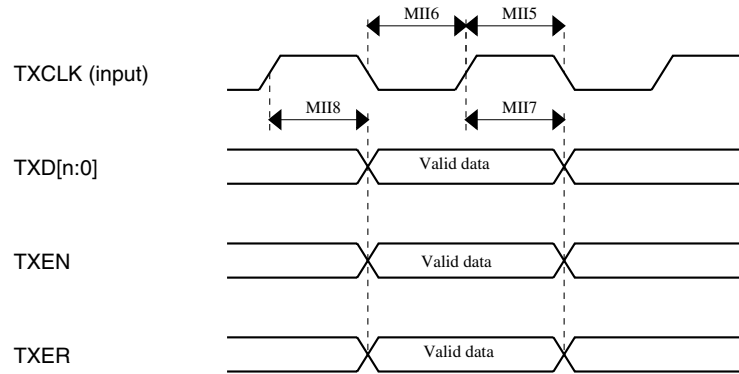 MII6 MII5
TXCLK (input)
MII8 MII7
TXD[n:0] Valid data
TXEN Valid data
TXER Valid data